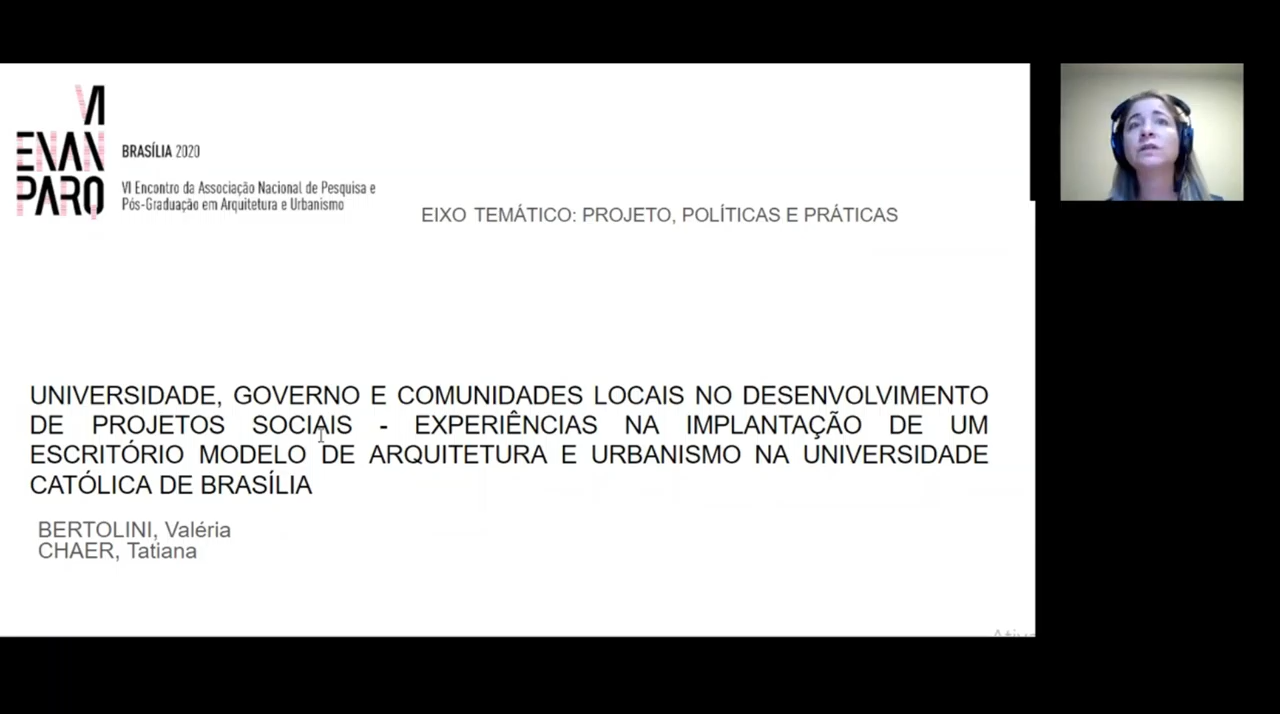 VI
ENAN
PARQ
BRASÍLIA 2020
VI Encontro da Associação Nacional de Pesquisa e
Pós-Graduação em Arquitetura e Urbanismo
EIXO TEMÁTICO: PROJETO, POLÍTICAS E PRÁTICAS
UNIVERSIDADE, GOVERNO E COMUNIDADES LOCAIS NO DESENVOLVIMENTO
DE PROJETOS SOCIAIS - EXPERIÊNCIAS NA IMPLANTAÇÃO DE UM
ESCRITÓRIO MODELO DE ARQUITETURA E URBANISMO NA UNIVERSIDADE
CATÓLICA DE BRASÍLIA
BERTOLINI, Valéria
CHAER, Tatiana